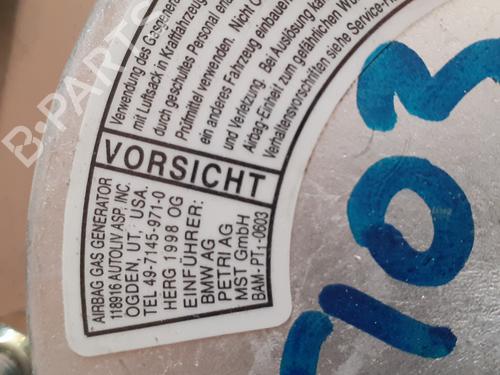 Verwendung des
mit Luftsack in Kraftfahrzeug
durch geschultes Personal
Prüfmittel verwenden. Nicht
ein anderes Fahrzeug einbauen
und Verletzung. Bei Auslösung
Airbag-Einheit zum gefährlichen
Verhaltensvorschriften siehe Service-
VORSICHT
AIRBAG GAS GENERATOR
118916 AUTOLIV ASP, INC.
OGDEN, UT, USA.
TEL 49-7145-971-0
HERG 1998 OG
EINFÜHRER:
BMW AG
PETRI AG
MST GmbH
BAM- PT1-0603
703
B-PARTS